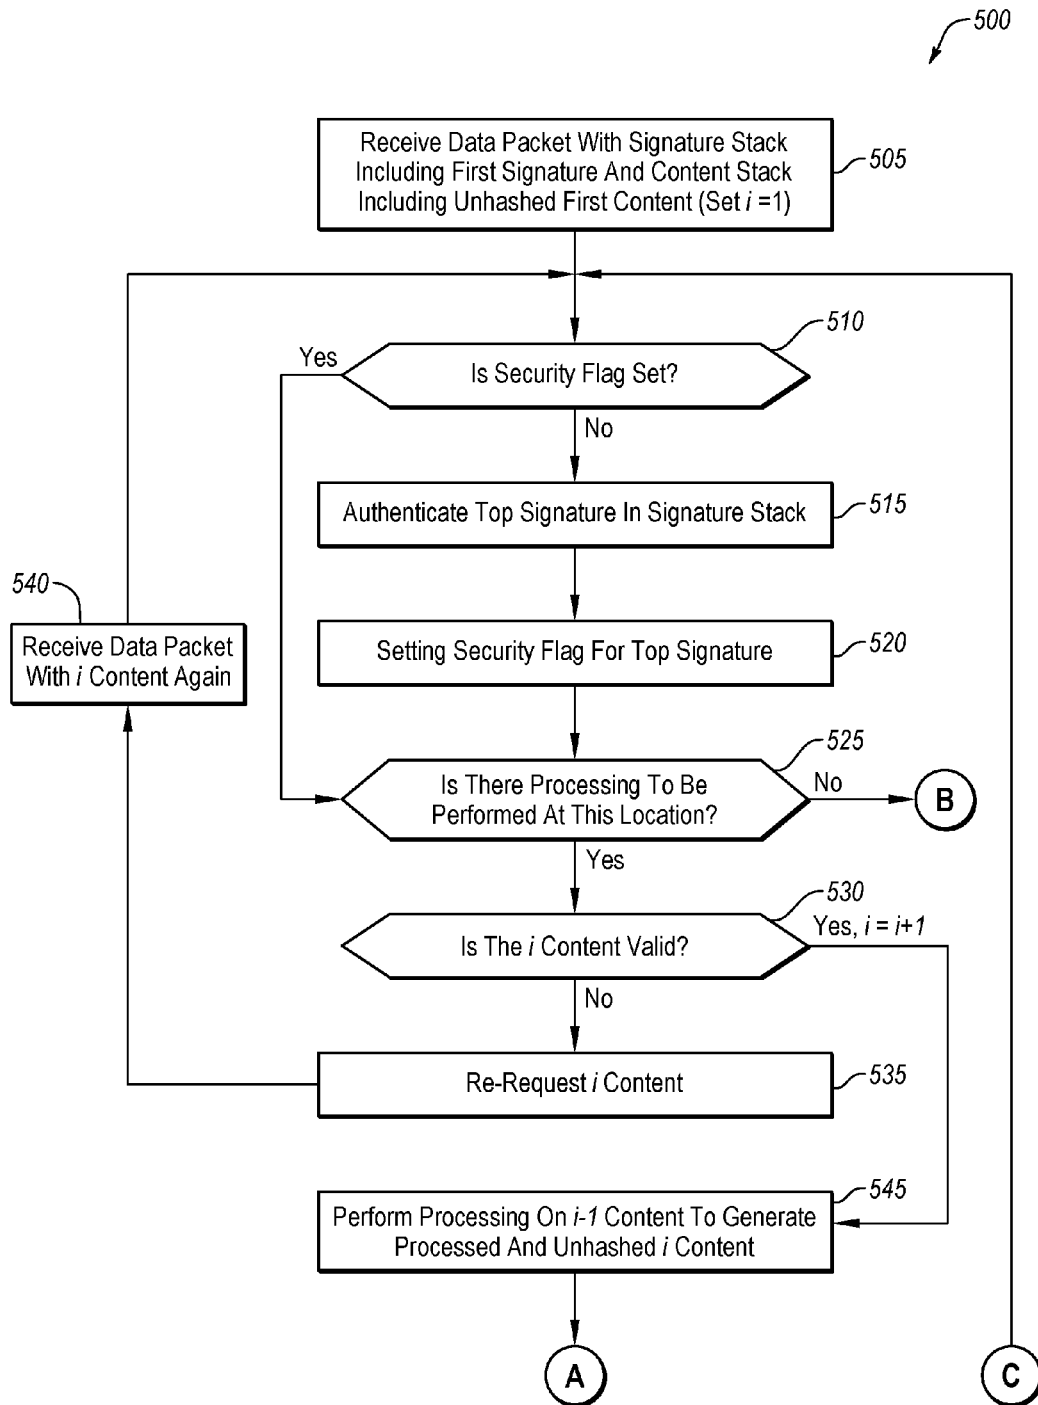 500
Receive Data Packet With Signature Stack
Including First Signature And Content Stack
Including Unhashed First Content (Set i =1)
505
510
Yes
Is Security Flag Set?
No
Authenticate Top Signature In Signature Stack
515
540
Receive Data Packet
With i Content Again
Setting Security Flag For Top Signature
520
525
Is There Processing To Be
Performed At This Location?
No
B
Yes
530
Is The i Content Valid?
Yes, i = i+1
No
Re-Request i Content
535
545
Perform Processing On i-1 Content To Generate
Processed And Unhashed i Content
A
C